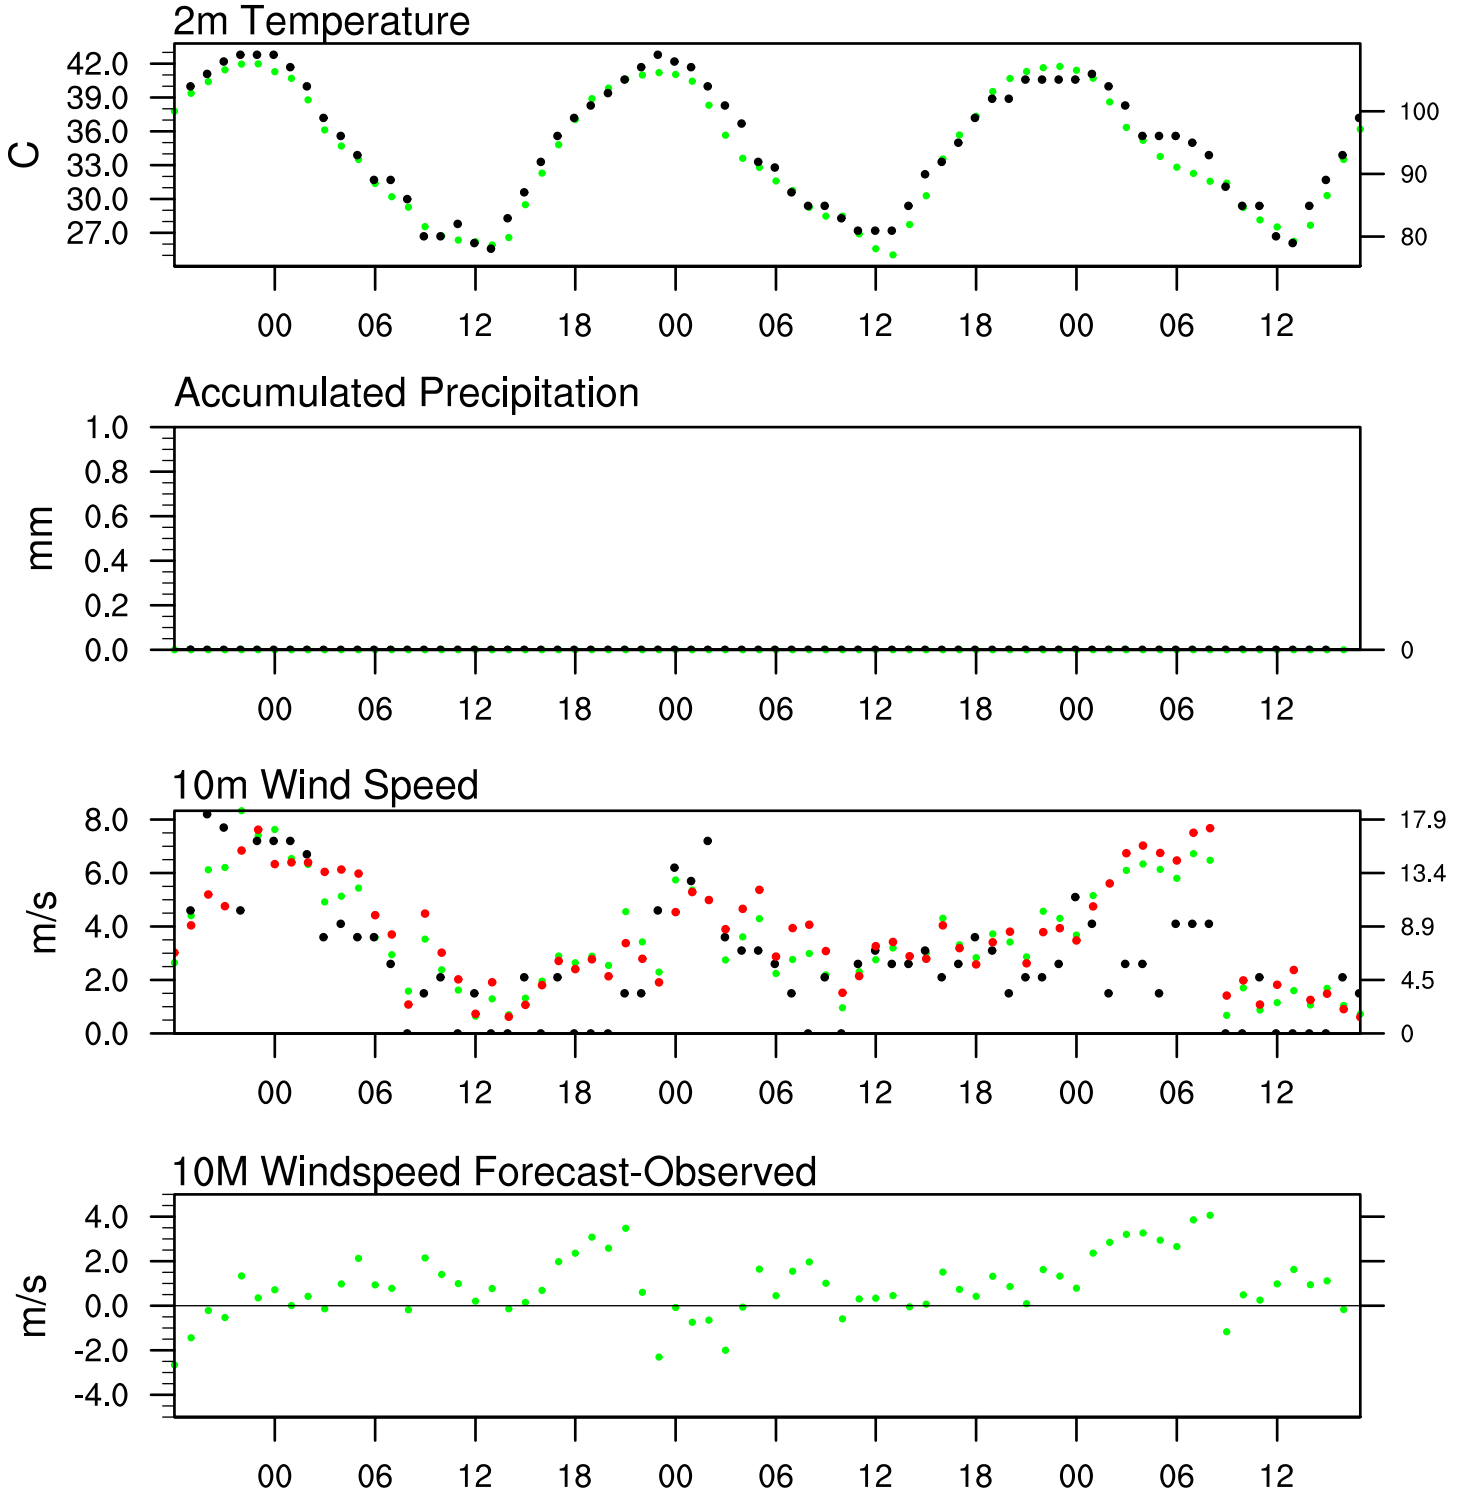 2m Temperature
42.0
39.0
36.0
33.0
30.0
27.0
C
100
90
80
00 06 12 18 00 06 12 18 00 06 12
Accumulated Precipitation
1.0
0.8
0.6
0.4
0.2
0.0
mm
0
00 06 12 18 00 06 12 18 00 06 12
10m Wind Speed
8.0
6.0
4.0
2.0
0.0
m/s
17.9
13.4
8.9
4.5
0
00 06 12 18 00 06 12 18 00 06 12
10M Windspeed Forecast-Observed
4.0
2.0
0.0
-2.0
-4.0
m/s
00 06 12 18 00 06 12 18 00 06 12